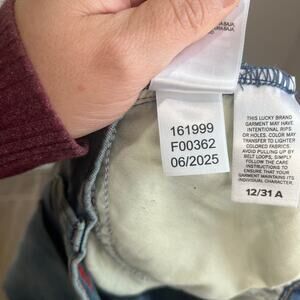 161999
F00362
06/2025
THIS LUCKY BRAND
GARMENT MAY HAVE
INTENTIONAL RIPS
OR HOLES. COLOR MAY
TRANSFER TO LIGHTER
COLORED FABRICS.
AVOID PULLING UP BY
BELT LOOPS, SIMPLY
FOLLOW THE CARE
INSTRUCTIONS TO
ENSURE THAT YOUR
GARMENT MAINTAINS ITS
INDIVIDUAL CHARACTER.
12/31 A